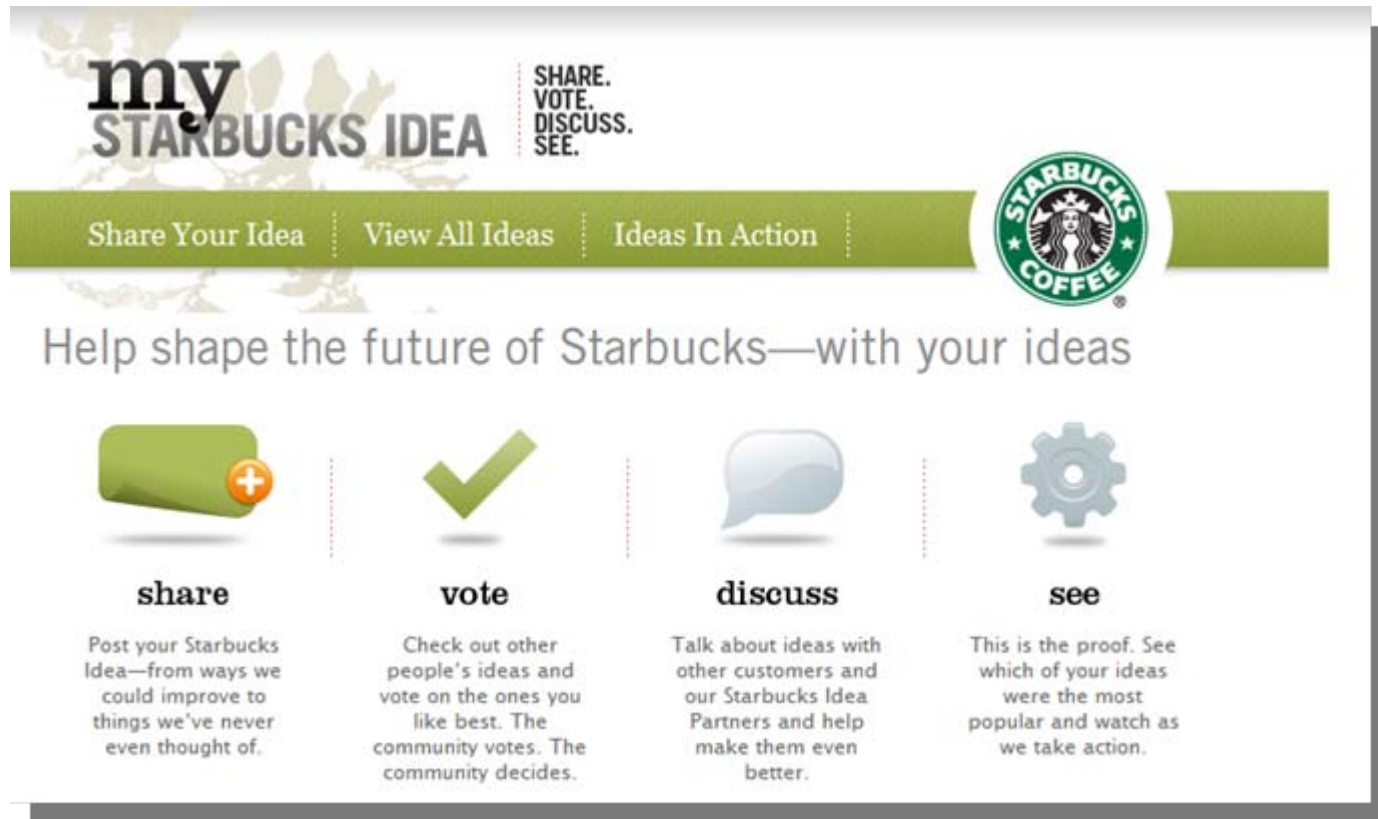 my
STARBUCKS IDEA
SHARE.
VOTE.
DISCUSS.
SEE.
Share Your Idea
View All Ideas
Ideas In Action
STARBUCKS
COFFEE
®
Help shape the future of Starbucks—with your ideas
share
Post your Starbucks
Idea—from ways we
could improve to
things we've never
even thought of.
vote
Check out other
people's ideas and
vote on the ones you
like best. The
community votes. The
community decides.
discuss
Talk about ideas with
other customers and
our Starbucks Idea
Partners and help
make them even
better.
see
This is the proof. See
which of your ideas
were the most
popular and watch as
we take action.